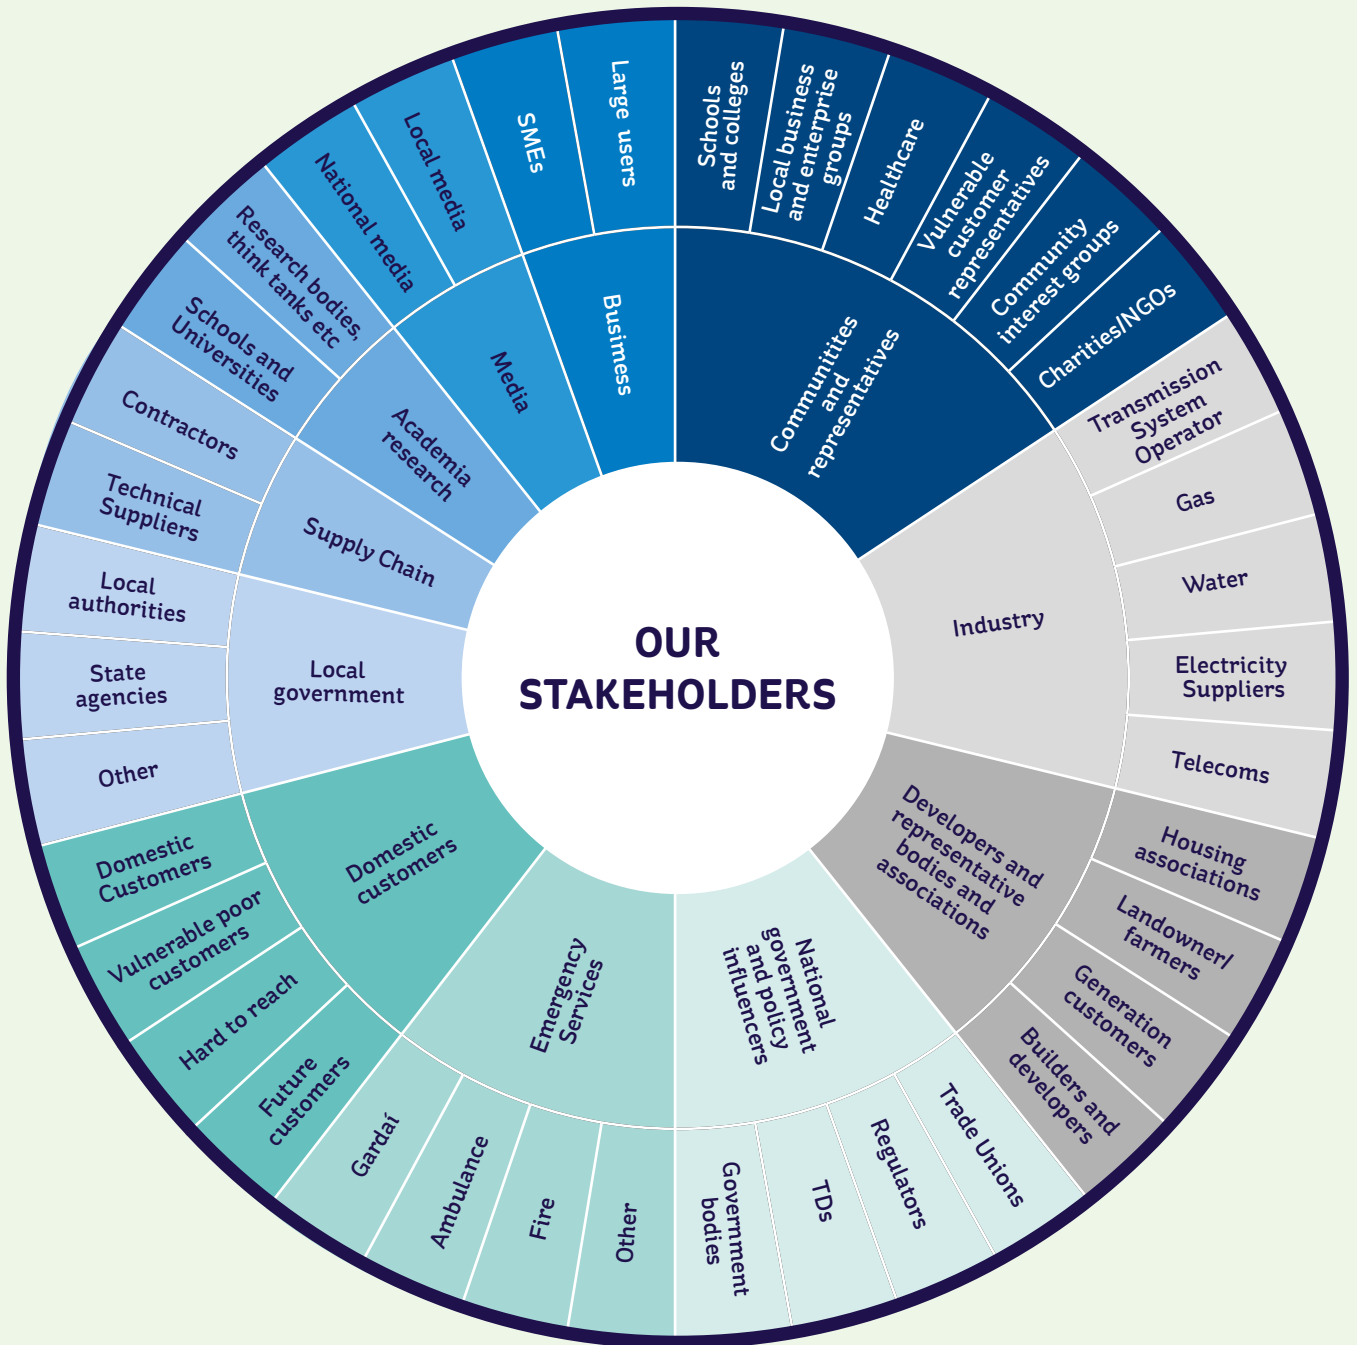 OUR
STAKEHOLDERS
Communitites
and
representatives
Schools
and colleges
Local business
and enterprise
groups
Healthcare
Vulnerable
customer
representatives
Community
interest groups
Charities/NGOs
Industry
Transmission
System
Operator
Gas
Water
Electricity
Suppliers
Telecoms
Developers and
representative
bodies and
associations
Housing
associations
Landowner/
farmers
Generation
customers
Builders and
developers
National
government
and policy
influencers
Trade Unions
Regulators
TDs
Government
bodies
Emergency
Services
Other
Fire
Ambulance
Gardaí
Domestic
customers
Future
customers
Hard to reach
Vulnerable poor
customers
Domestic
Customers
Local
government
Other
State
agencies
Local
authorities
Supply Chain
Technical
Suppliers
Contractors
Academia
research
Schools and
Universities
Research bodies,
think tanks etc
Media
National media
Local media
Busimess
SMEs
Large users